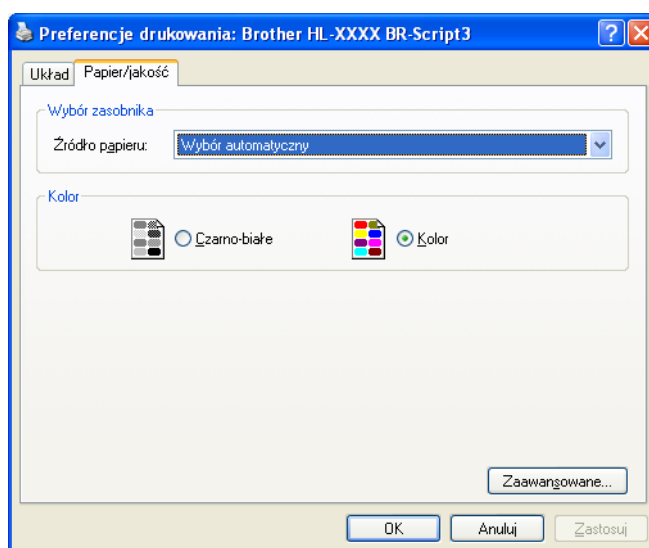 Preferencje drukowania: Brother HL-XXXX BR-Script3
Układ Papier/jakość
Wybór zasobnika
Źródło papieru: Wybór automatyczny
Kolor
Czarno-białe Kolor
Zaawansowane...
OK Anuluj Zastosuj